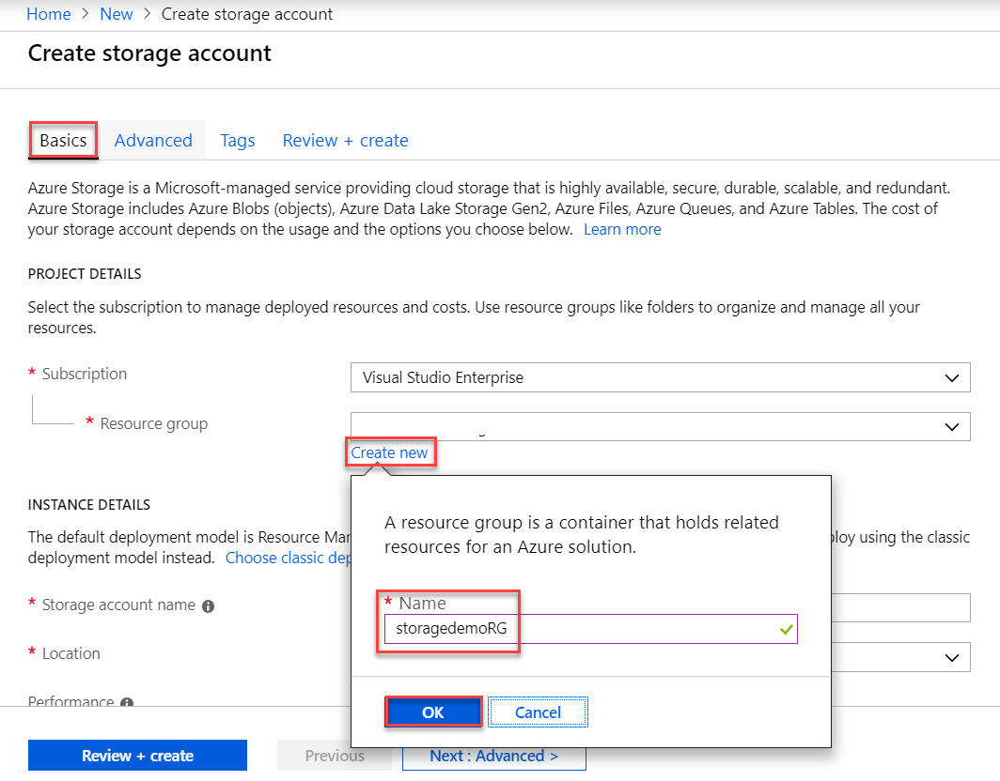 Home > New > Create storage account
Create storage account
Basics Advanced Tags Review + create
Azure Storage is a Microsoft-managed service providing cloud storage that is highly available, secure, durable, scalable, and redundant.
Azure Storage includes Azure Blobs (objects), Azure Data Lake Storage Gen2, Azure Files, Azure Queues, and Azure Tables. The cost of
your storage account depends on the usage and the options you choose below. Learn more
PROJECT DETAILS
Select the subscription to manage deployed resources and costs. Use resource groups like folders to organize and manage all your
resources.
* Subscription
Visual Studio Enterprise
* Resource group
Create new
A resource group is a container that holds related
resources for an Azure solution.
* Name
storagedemoRG
OK Cancel
INSTANCE DETAILS
The default deployment model is Resource Mar
oloy using the classic
deployment model instead. Choose classic dep
* Storage account name
* Location
Performance
Review + create Previous Next : Advanced >